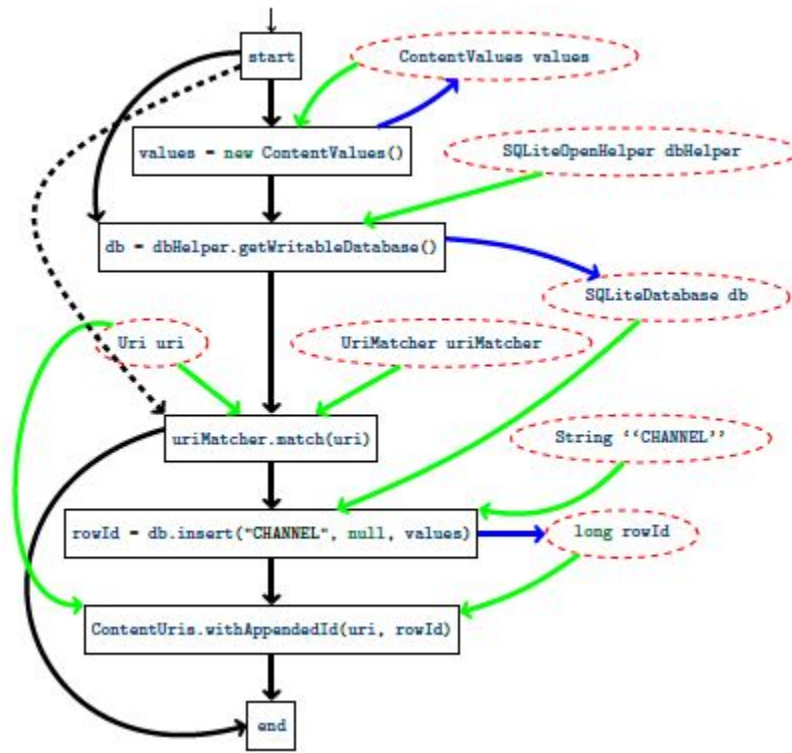 start
ContentValues values
values = new ContentValues()
SQLiteOpenHelper dbHelper
db = dbHelper.getWritableDatabase()
SQLiteDatabase db
Uri uri
UriMatcher uriMatcher
uriMatcher.match(uri)
String ‘‘CHANNEL’’
rowId = db.insert("CHANNEL", null, values)
long rowId
ContentUris.withAppendedId(uri, rowId)
end